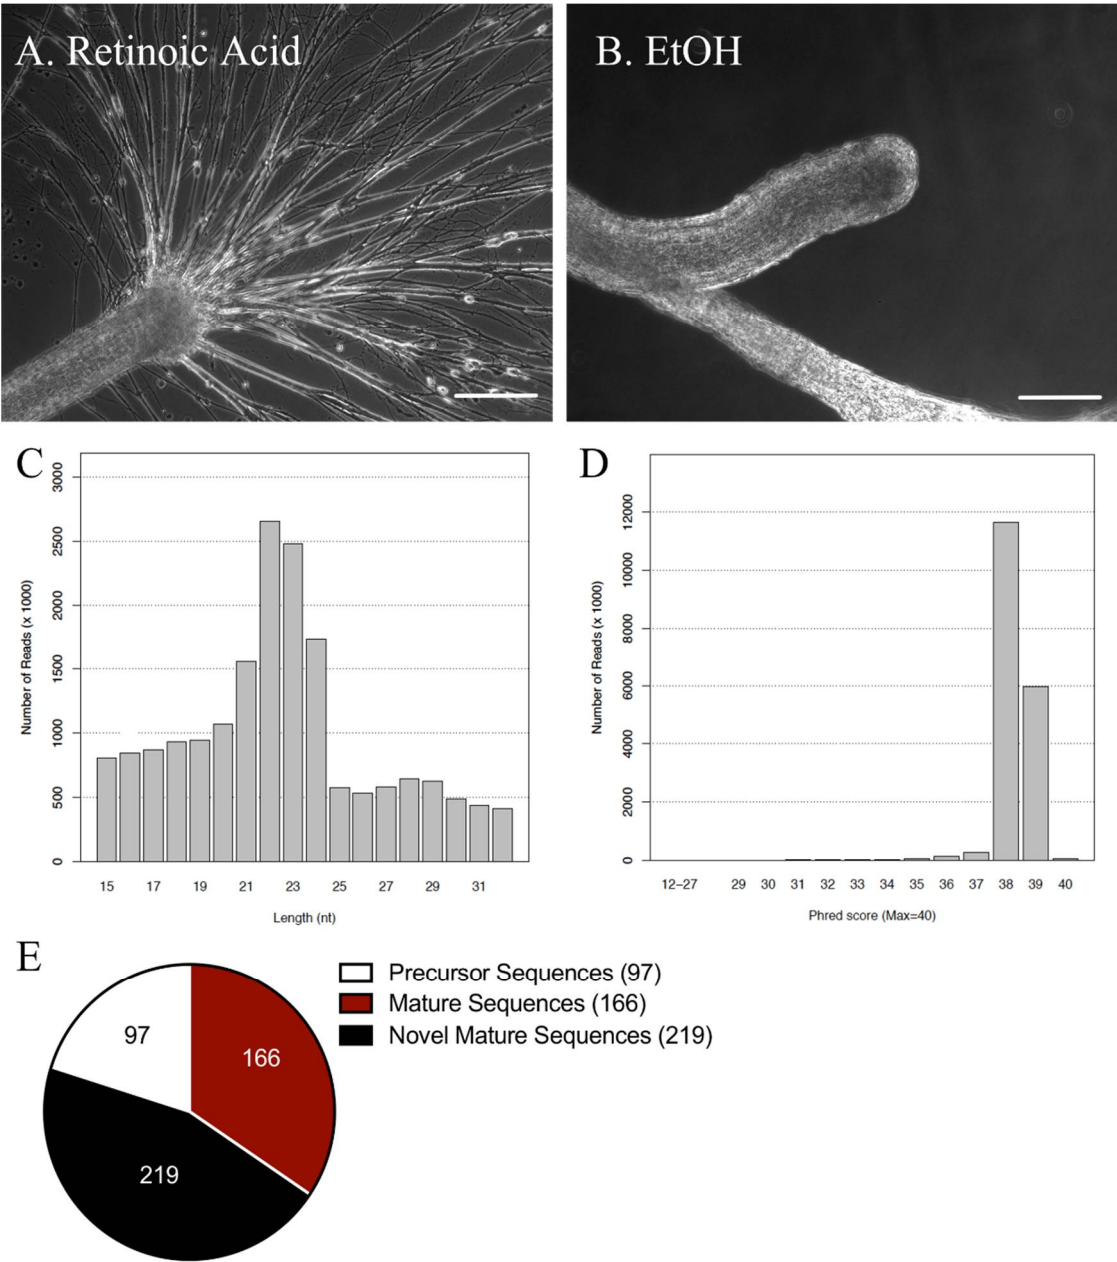 A. Retinoic Acid
B. EtOH
C
Number of Reads (x 1000)
0 500 1000 1500 2000 2500 3000
15 17 19 21 23 25 27 29 31
Length (nt)
D
Number of Reads (x 1000)
0 2000 4000 6000 8000 10000 12000
12–27 29 30 31 32 33 34 35 36 37 38 39 40
Phred score (Max=40)
E
97
166
219
Precursor Sequences (97)
Mature Sequences (166)
Novel Mature Sequences (219)